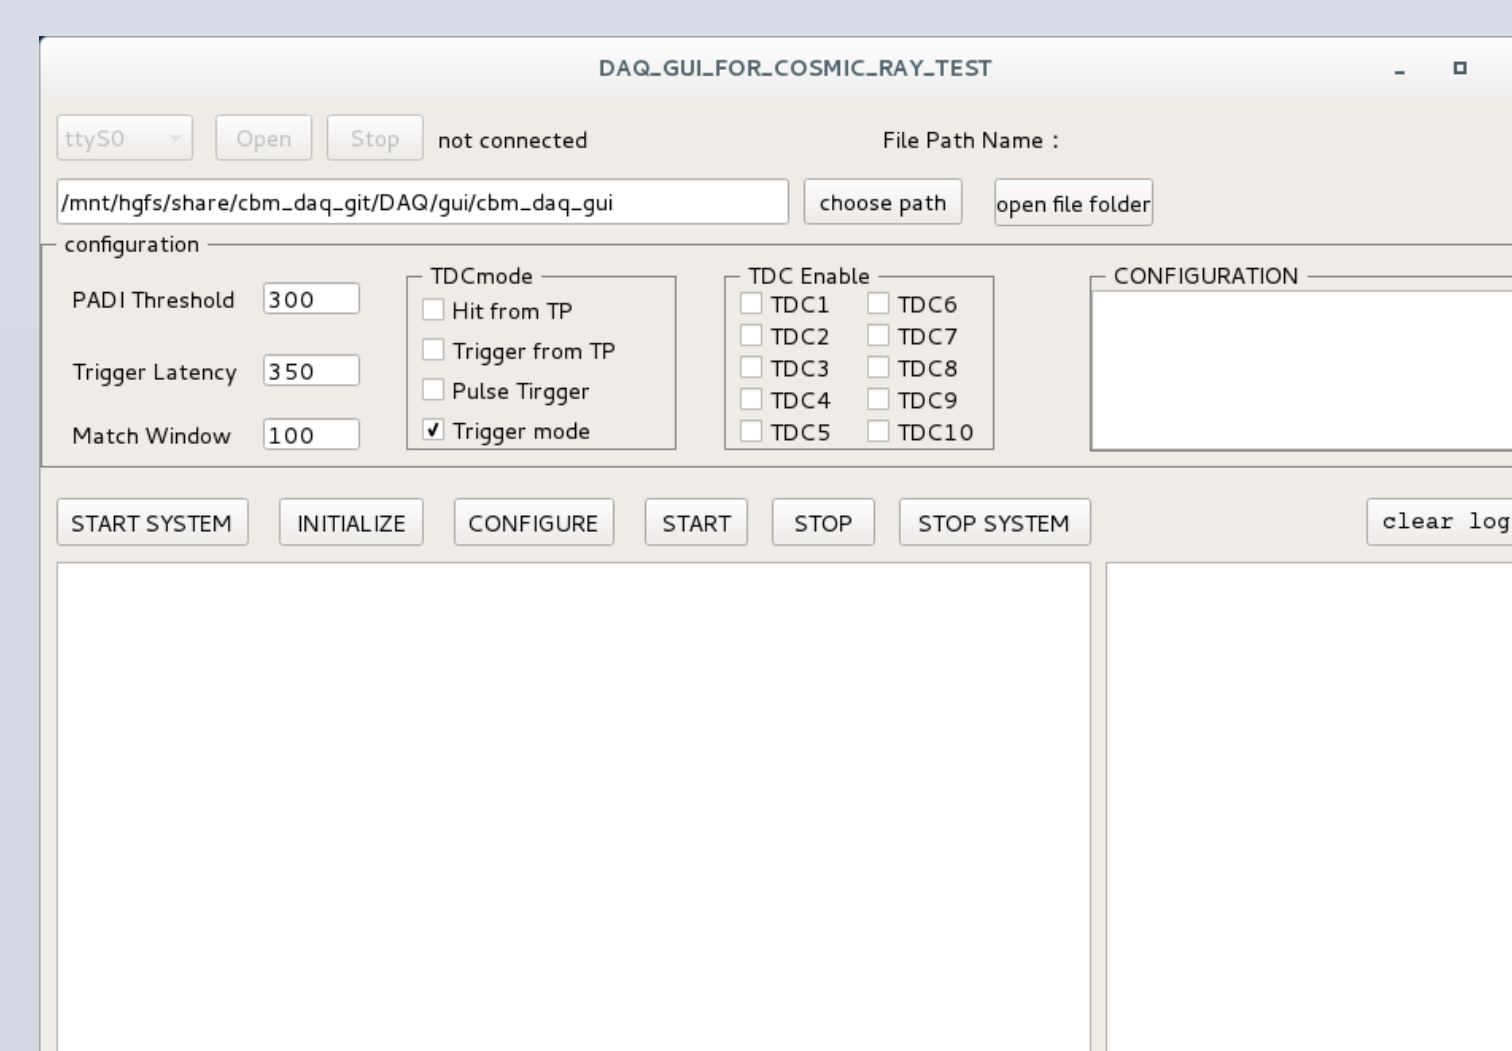 DAQ_GUI_FOR_COSMIC_RAY_TEST
ttyS0 Open Stop not connected File Path Name :
/mnt/hgfs/share/cbm_daq_git/DAQ/gui/cbm_daq_gui choose path open file folder
configuration
TDCmode TDC Enable CONFIGURATION
PADI Threshold 300 Hit from TP TDC1 TDC6
Trigger from TP TDC2 TDC7
Trigger Latency 350 TDC3 TDC8
Pulse Tirgger TDC4 TDC9
Match Window 100 Trigger mode TDC5 TDC10
START SYSTEM INITIALIZE CONFIGURE START STOP STOP SYSTEM clear log